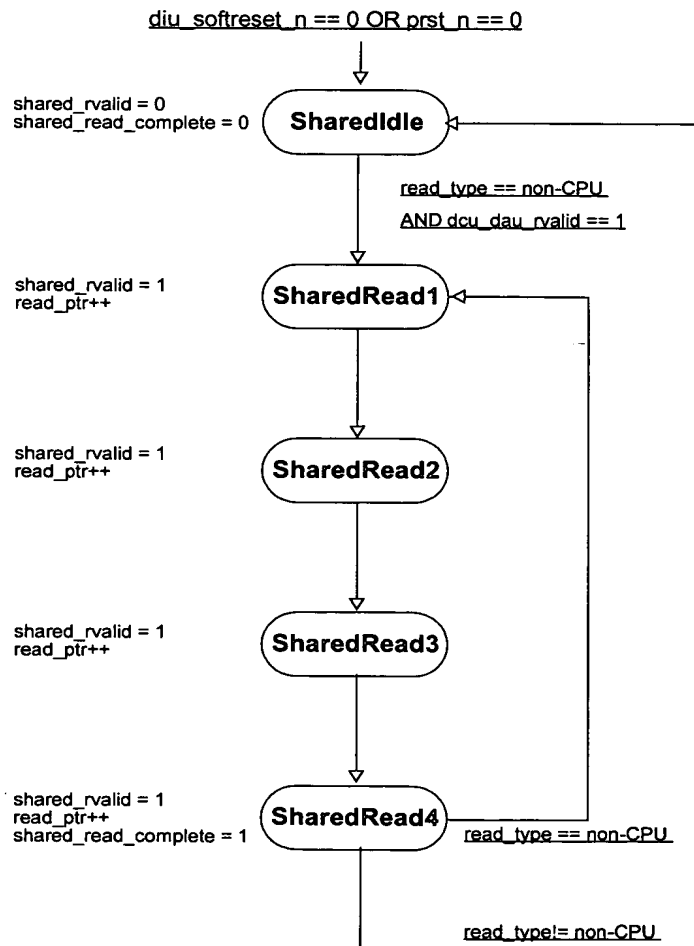 diu_softreset_n == 0 OR prst_n == 0
shared_rvalid = 0
shared_read_complete = 0
SharedIdle
read_type == non-CPU
AND dcu_dau_rvalid == 1
shared_rvalid = 1
read_ptr++
SharedRead1
shared_rvalid = 1
read_ptr++
SharedRead2
shared_rvalid = 1
read_ptr++
SharedRead3
shared_rvalid = 1
read_ptr++
shared_read_complete = 1
SharedRead4
read_type == non-CPU
read_type!= non-CPU